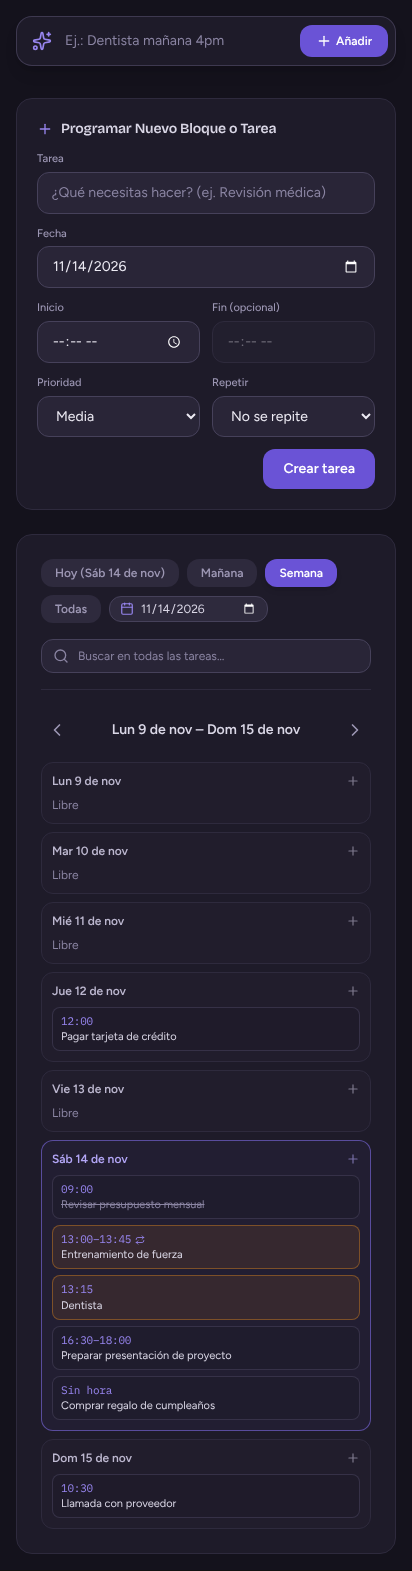 Ej.: Dentista mañana 4pm
+ Añadir
+ Programar Nuevo Bloque o Tarea
Tarea
¿Qué necesitas hacer? (ej. Revisión médica)
Fecha
11/14/2026
Inicio
Fin (opcional)
--:-- --
--:-- --
Prioridad
Repetir
Media
No se repite
Crear tarea
Hoy (Sáb 14 de nov)
Mañana
Semana
Todas
11/14/2026
Buscar en todas las tareas...
Lun 9 de nov – Dom 15 de nov
Lun 9 de nov
Libre
Mar 10 de nov
Libre
Mié 11 de nov
Libre
Jue 12 de nov
12:00
Pagar tarjeta de crédito
Vie 13 de nov
Libre
Sáb 14 de nov
09:00
Revisar presupuesto mensual
13:00–13:45
Entrenamiento de fuerza
13:15
Dentista
16:30–18:00
Preparar presentación de proyecto
Sin hora
Comprar regalo de cumpleaños
Dom 15 de nov
10:30
Llamada con proveedor